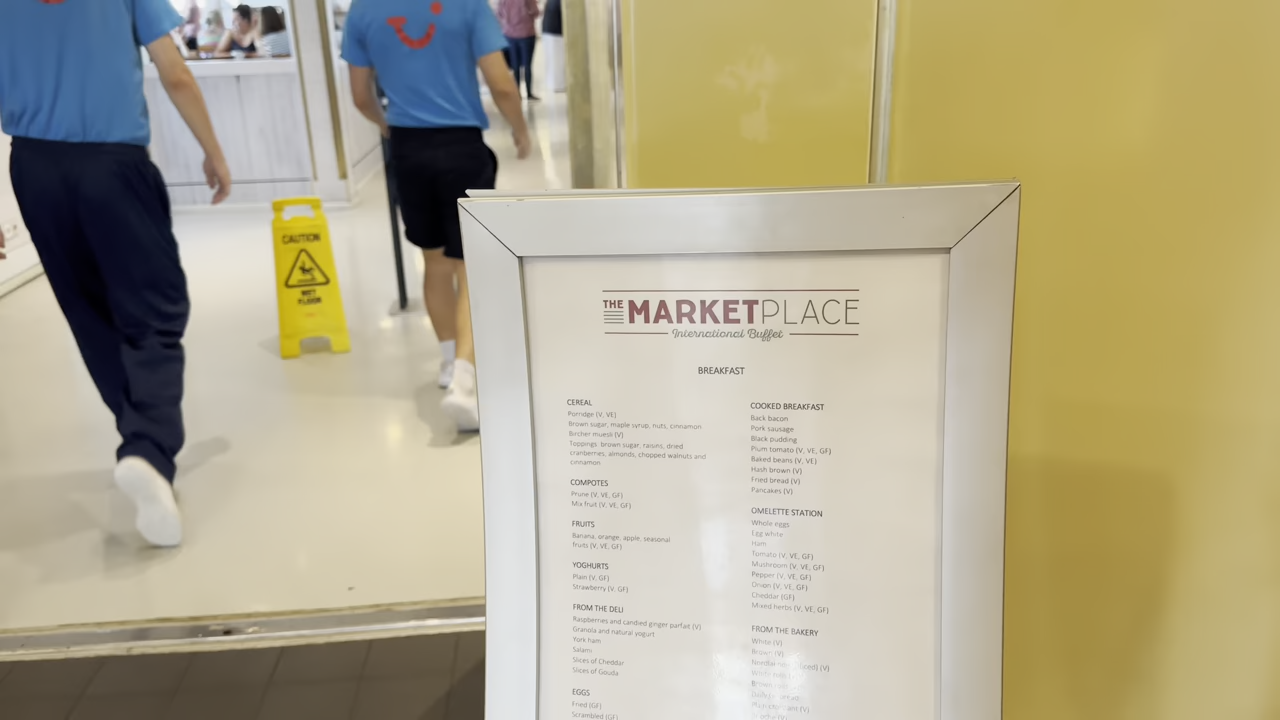 CAUTION
WET
FLOOR
THE MARKETPLACE
International Buffet
BREAKFAST
CEREAL
Porridge (V, VE)
Brown sugar, maple syrup, nuts, cinnamon
Bircher muesli (V)
Toppings: brown sugar, raisins, dried
cranberries, almonds, chopped walnuts and
cinnamon
COMPOTES
Prune (V, VE, GF)
Mix fruit (V, VE, GF)
FRUITS
Banana, orange, apple, seasonal
fruits (V, VE, GF)
YOGHURTS
Plain (V, GF)
Strawberry (V, GF)
FROM THE DELI
Raspberries and candied ginger parfait (V)
Granola and natural yogurt
York ham
Salami
Slices of Cheddar
Slices of Gouda
EGGS
Fried (GF)
Scrambled (GF)
COOKED BREAKFAST
Back bacon
Pork sausage
Black pudding
Plum tomato (V, VE, GF)
Baked beans (V, VE)
Hash brown (V)
Fried bread (V)
Pancakes (V)
OMELETTE STATION
Whole eggs
Egg white
Ham
Tomato (V, VE, GF)
Mushroom (V, VE, GF)
Pepper (V, VE, GF)
Onion (V, VE, GF)
Cheddar (GF)
Mixed herbs (V, VE, GF)
FROM THE BAKERY
White (V)
Brown (V)
(V)